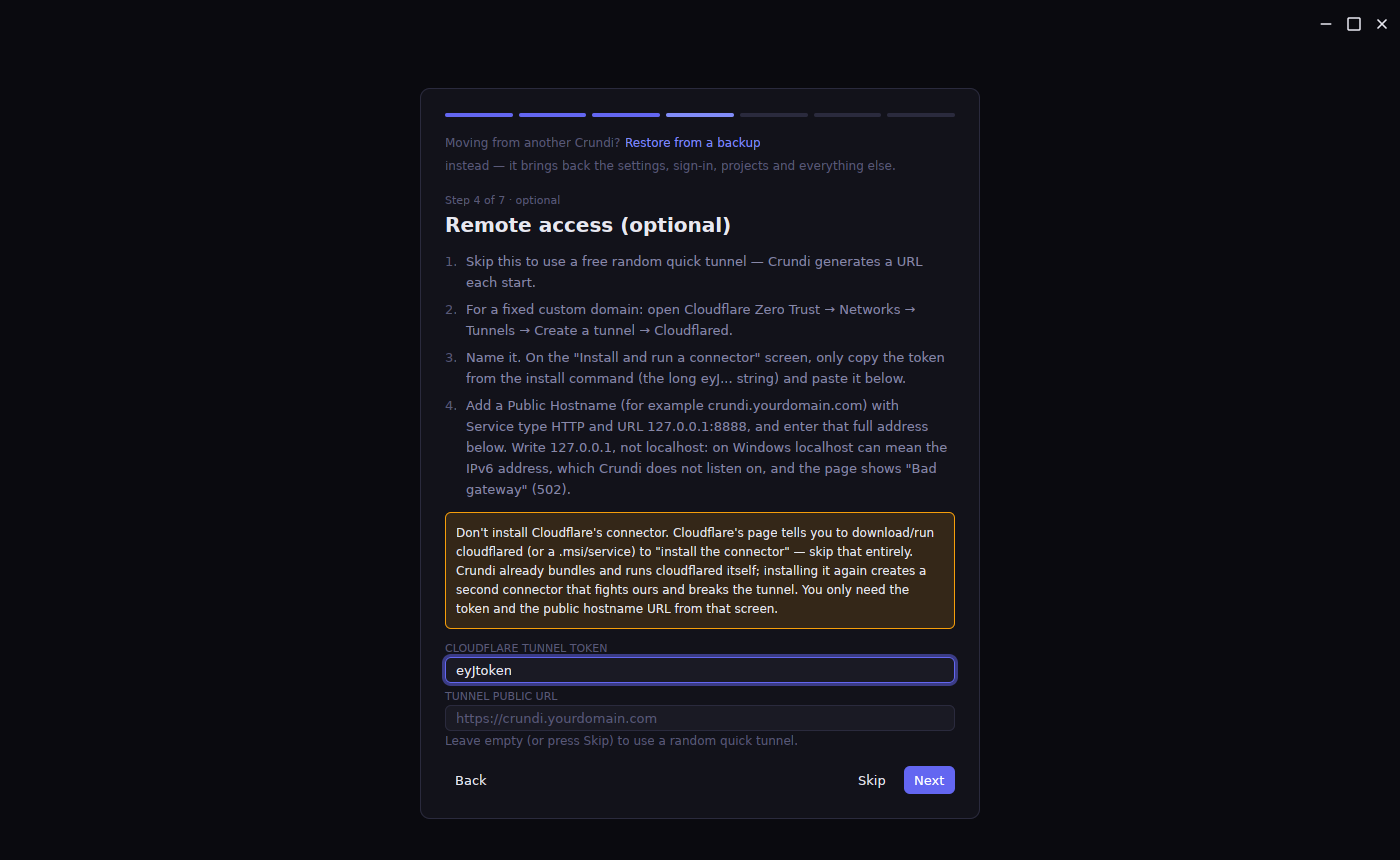 Moving from another Crundi? Restore from a backup
instead — it brings back the settings, sign-in, projects and everything else.
Step 4 of 7 · optional
Remote access (optional)
1. Skip this to use a free random quick tunnel — Crundi generates a URL
each start.
2. For a fixed custom domain: open Cloudflare Zero Trust → Networks →
Tunnels → Create a tunnel → Cloudflared.
3. Name it. On the "Install and run a connector" screen, only copy the token
from the install command (the long eyJ… string) and paste it below.
4. Add a Public Hostname (for example crundi.yourdomain.com) with
Service type HTTP and URL 127.0.0.1:8888, and enter that full address
below. Write 127.0.0.1, not localhost: on Windows localhost can mean the
IPv6 address, which Crundi does not listen on, and the page shows "Bad
gateway" (502).
Don't install Cloudflare's connector. Cloudflare's page tells you to download/run
cloudflared (or a .msi/service) to "install the connector" — skip that entirely.
Crundi already bundles and runs cloudflared itself; installing it again creates a
second connector that fights ours and breaks the tunnel. You only need the
token and the public hostname URL from that screen.
CLOUDFLARE TUNNEL TOKEN
eyJtoken
TUNNEL PUBLIC URL
https://crundi.yourdomain.com
Leave empty (or press Skip) to use a random quick tunnel.
Back
Skip
Next